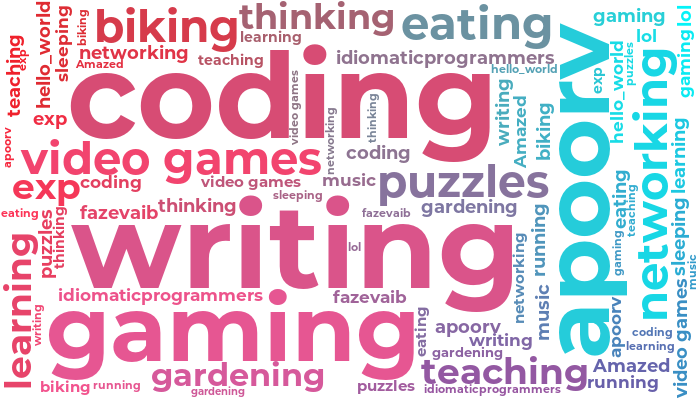 biking
thinking
eating
gaming
lol
teaching
exp
hello_world
sleeping
biking
networking
Amazed
learning
teaching
idiomaticprogrammers
hello_world
lol
exp
hello_world
puzzles
gaming
coding
apoorv
exp
video games
networking
thinking
writing
Amazed
biking
networking
apoorv
video games
coding
puzzles
learning
exp
coding
video games
music
sleeping
gardening
eating
teaching
eating
fazevaib
thinking
fazevaib
puzzles
thinking
writing
lol
networking
running
gaming
sleeping
music
learning
writing
idiomaticprogrammers
fazevaib
music
video games
gaming
eating
apoorv
writing
gardening
apoorv
coding
learning
gardening
teaching
Amazed
running
biking
running
gardening
puzzles
idiomaticprogrammers